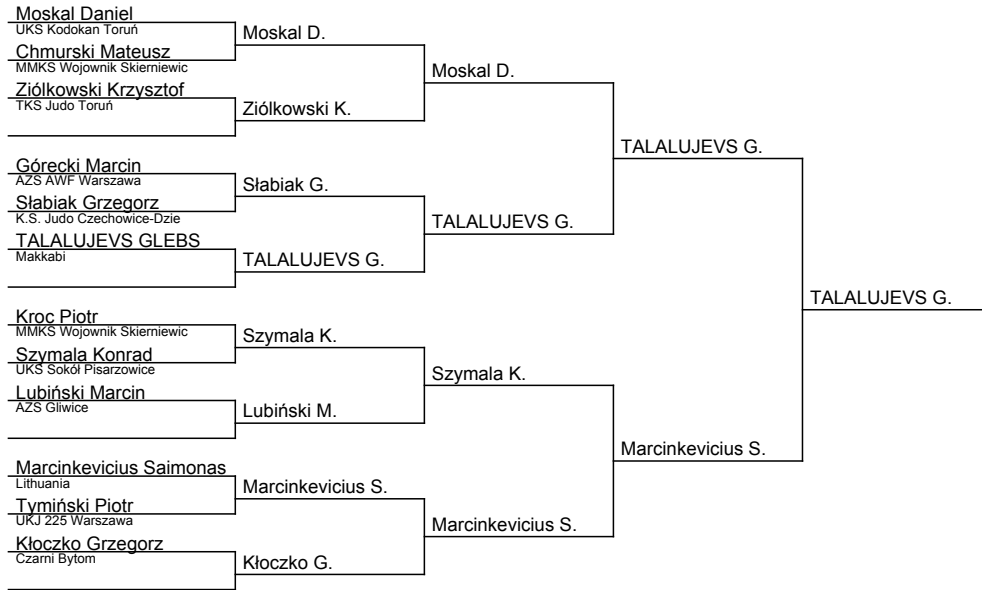 Moskal Daniel
UKS Kodokan Toruń
Chmurski Mateusz
MMKS Wojownik Skierniewic
Ziólkowski Krzysztof
TKS Judo Toruń
Górecki Marcin
AZS AWF Warszawa
Słabiak Grzegorz
K.S. Judo Czechowice-Dzie
TALALUJEVS GLEBS
Makkabi
Kroc Piotr
MMKS Wojownik Skierniewic
Szymala Konrad
UKS Sokół Pisarzowice
Lubiński Marcin
AZS Gliwice
Marcinkevicius Saimonas
Lithuania
Tymiński Piotr
UKJ 225 Warszawa
Kłoczko Grzegorz
Czarni Bytom
Moskal D.
Ziólkowski K.
Słabiak G.
TALALUJEVS G.
Szymala K.
Lubiński M.
Marcinkevicius S.
Kłoczko G.
Moskal D.
TALALUJEVS G.
Szymala K.
Marcinkevicius S.
TALALUJEVS G.
Marcinkevicius S.
TALALUJEVS G.